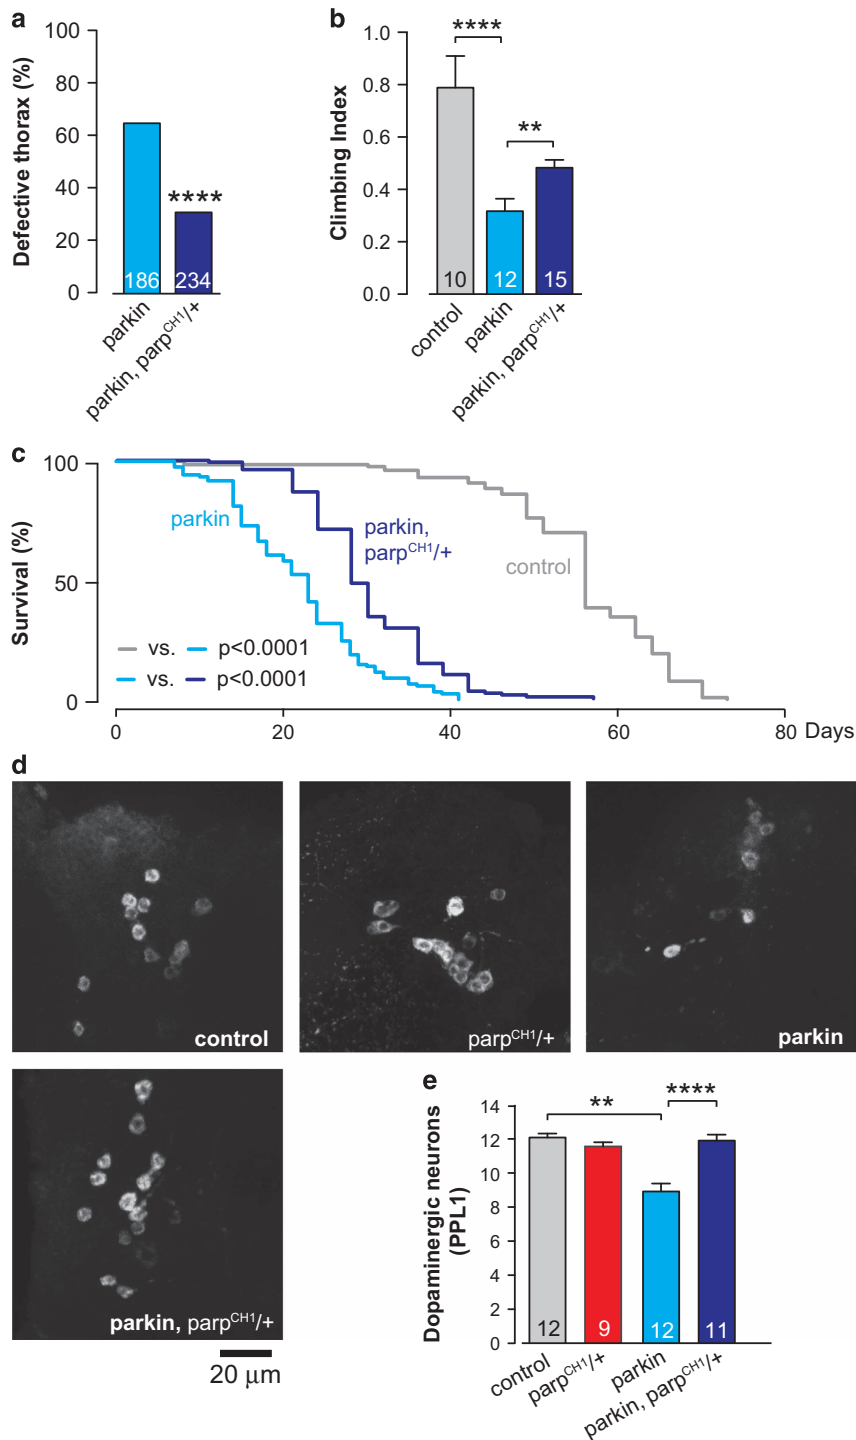 a
Defective thorax (%)
100
80
60
40
20
0
****
186
234
parkin
parkin, parpCH1/+
b
Climbing Index
1.0
0.8
0.6
0.4
0.2
0.0
****
**
10
12
15
control
parkin
parkin, parpCH1/+
c
Survival (%)
100
50
0
parkin
parkin,
parpCH1/+
control
vs. p<0.0001
vs. p<0.0001
0 20 40 60 80 Days
d
control
parpCH1/+
parkin
parkin, parpCH1/+
20 µm
e
Dopaminergic neurons
(PPL1)
14
12
10
8
6
4
2
0
**
****
12
9
12
11
control
parpCH1/+
parkin
parkin, parpCH1/+